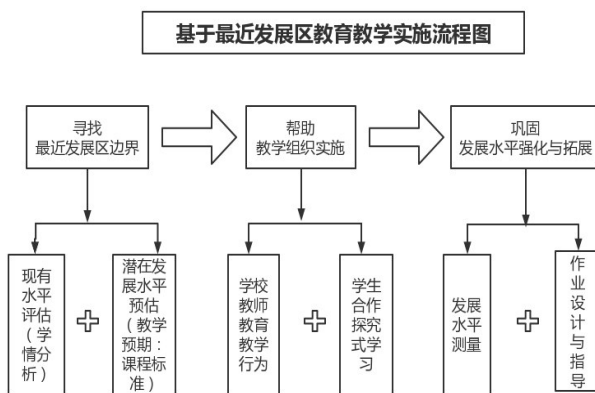 基于最近发展区教育教学实施流程图
寻找
最近发展区边界
帮助
教学组织实施
巩固
发展水平强化与拓展
现有
水平
评估
（学
情分
析）
潜在发
展水平
预估
（教学
预期：
课程标
准）
学校
教师
教育
教学
行为
学生
合作
探究
式学
习
发展
水平
测量
作
业
设
计
与
指
导